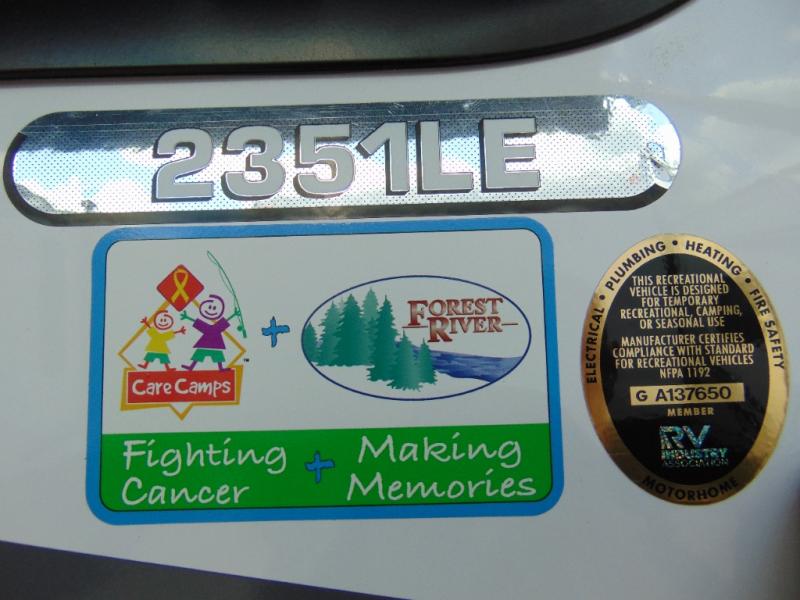 2351LE
Care Camps
™
+
FOREST
RIVER
Fighting + Making
Cancer Memories
ELECTRICAL • PLUMBING • HEATING • FIRE SAFETY
THIS RECREATIONAL
VEHICLE IS DESIGNED
FOR TEMPORARY
RECREATIONAL, CAMPING,
OR SEASONAL USE
MANUFACTURER CERTIFIES
COMPLIANCE WITH STANDARD
FOR RECREATIONAL VEHICLES
NFPA 1192
G A137650
MEMBER
RV
INDUSTRY
ASSOCIATION
MOTORHOME